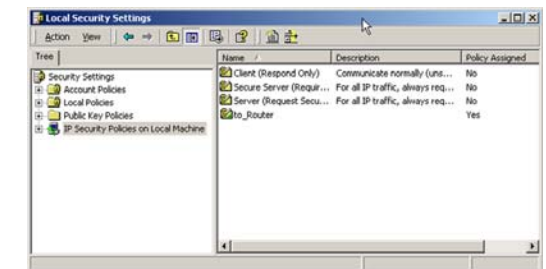 Local Security Settings
Action View
Tree
Name / Description Policy Assigned
Security Settings
Account Policies
Local Policies
Public Key Policies
IP Security Policies on Local Machine
Client (Respond Only) Communicate normally (uns... No
Secure Server (Requir... For all IP traffic, always req... No
Server (Request Secu... For all IP traffic, always req... No
to_Router Yes